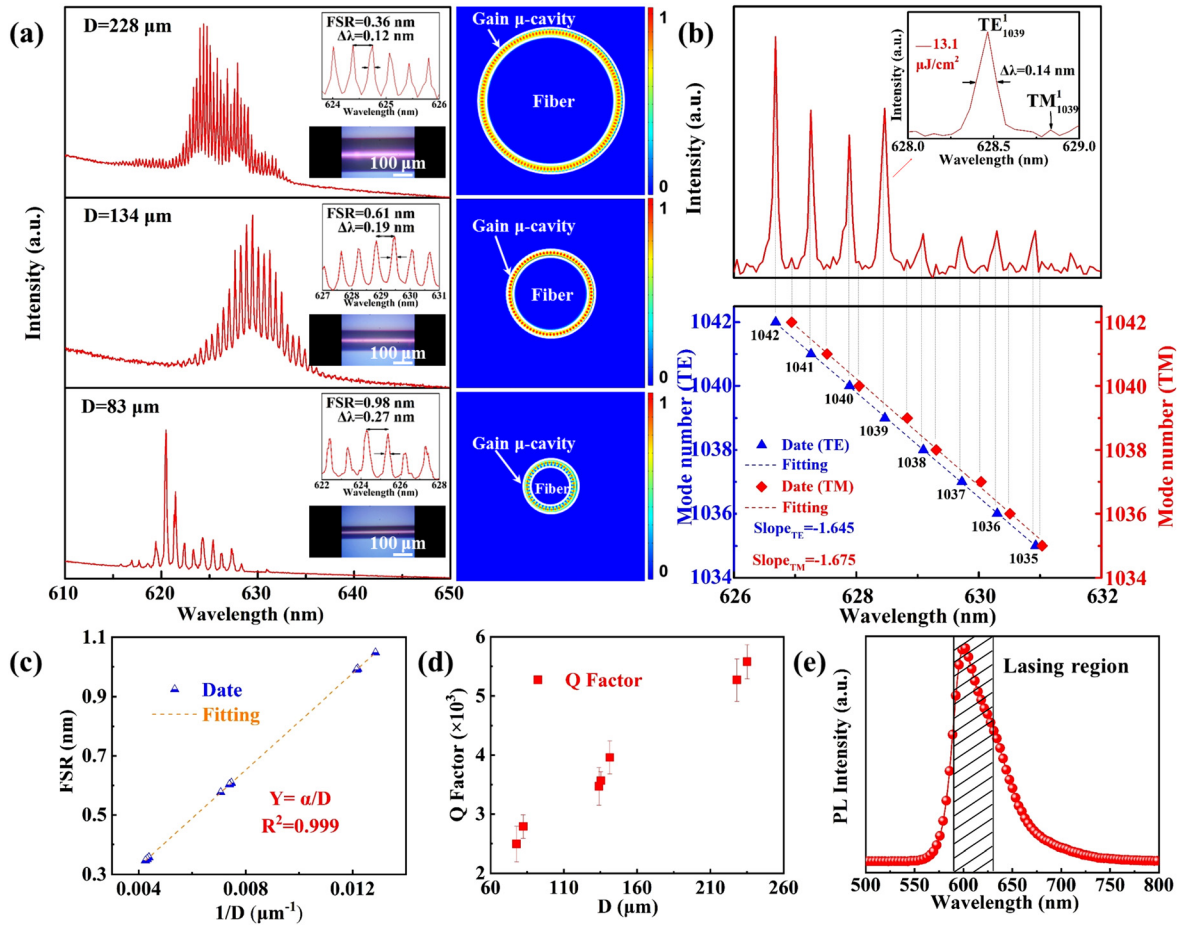 (a)
D=228 μm
FSR=0.36 nm
Δλ=0.12 nm
624 625 626
Wavelength (nm)
100 μm
Gain μ-cavity
Fiber
1
0
D=134 μm
FSR=0.61 nm
Δλ=0.19 nm
627 628 629 630 631
Wavelength (nm)
100 μm
Gain μ-cavity
Fiber
1
0
D=83 μm
FSR=0.98 nm
Δλ=0.27 nm
622 624 626 628
Wavelength (nm)
100 μm
Gain μ-cavity
Fiber
1
0
Intensity (a.u.)
610 620 630 640 650
Wavelength (nm)
(b)
Intensity (a.u.)
Intensity (a.u.)
13.1
μJ/cm²
TE¹₁₀₃₉
Δλ=0.14 nm
TM¹₁₀₃₉
628.0 628.5 629.0
Wavelength (nm)
Mode number (TE)
1042
1040
1038
1036
1034
1042
1041
1040
1039
1038
1037
1036
1035
Date (TE)
Fitting
Date (TM)
Fitting
Slope_TE=-1.645
Slope_TM=-1.675
1042
1040
1038
1036
1034
Mode number (TM)
626 628 630 632
Wavelength (nm)
(c)
FSR (nm)
1.1
0.9
0.7
0.5
0.3
Date
Fitting
Y= α/D
R²=0.999
0.004 0.008 0.012
1/D (μm⁻¹)
(d)
Q Factor (×10³)
6
5
4
3
2
Q Factor
60 110 160 210 260
D (μm)
(e)
PL Intensity (a.u.)
Lasing region
500 550 600 650 700 750 800
Wavelength (nm)